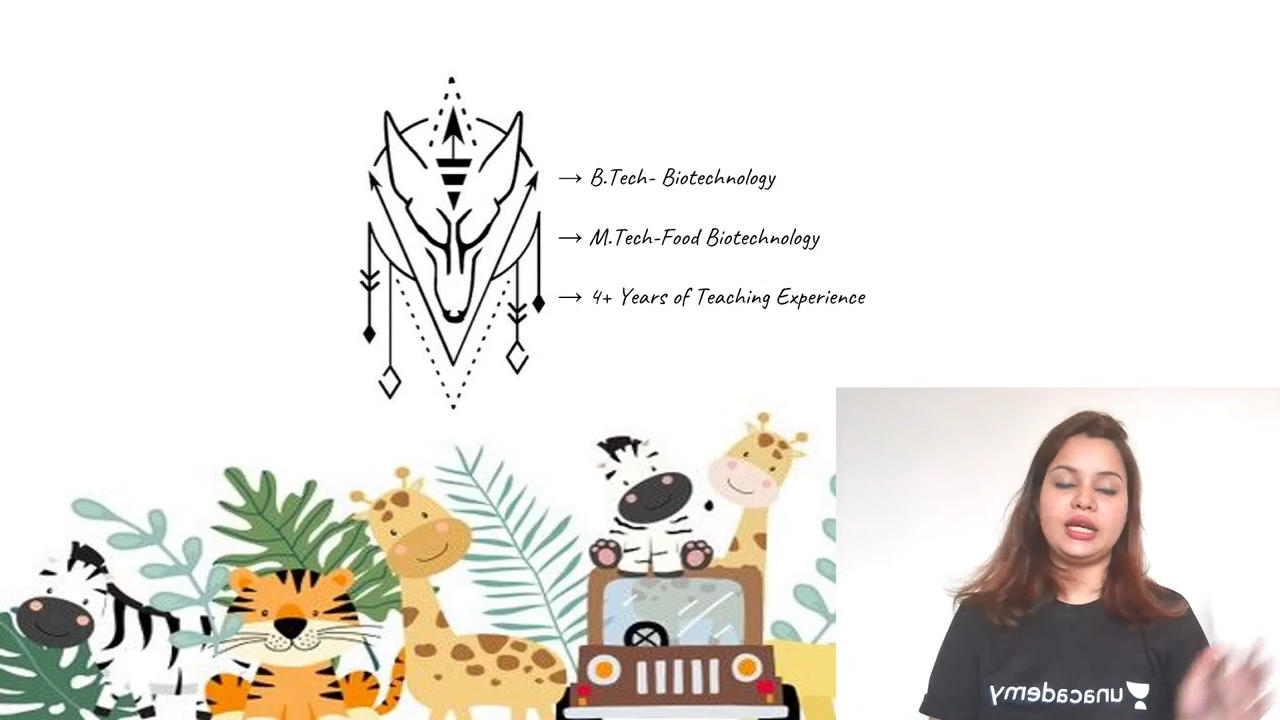 → B.Tech- Biotechnology
→ M.Tech-Food Biotechnology
→ 4+ Years of Teaching Experience
unacademy